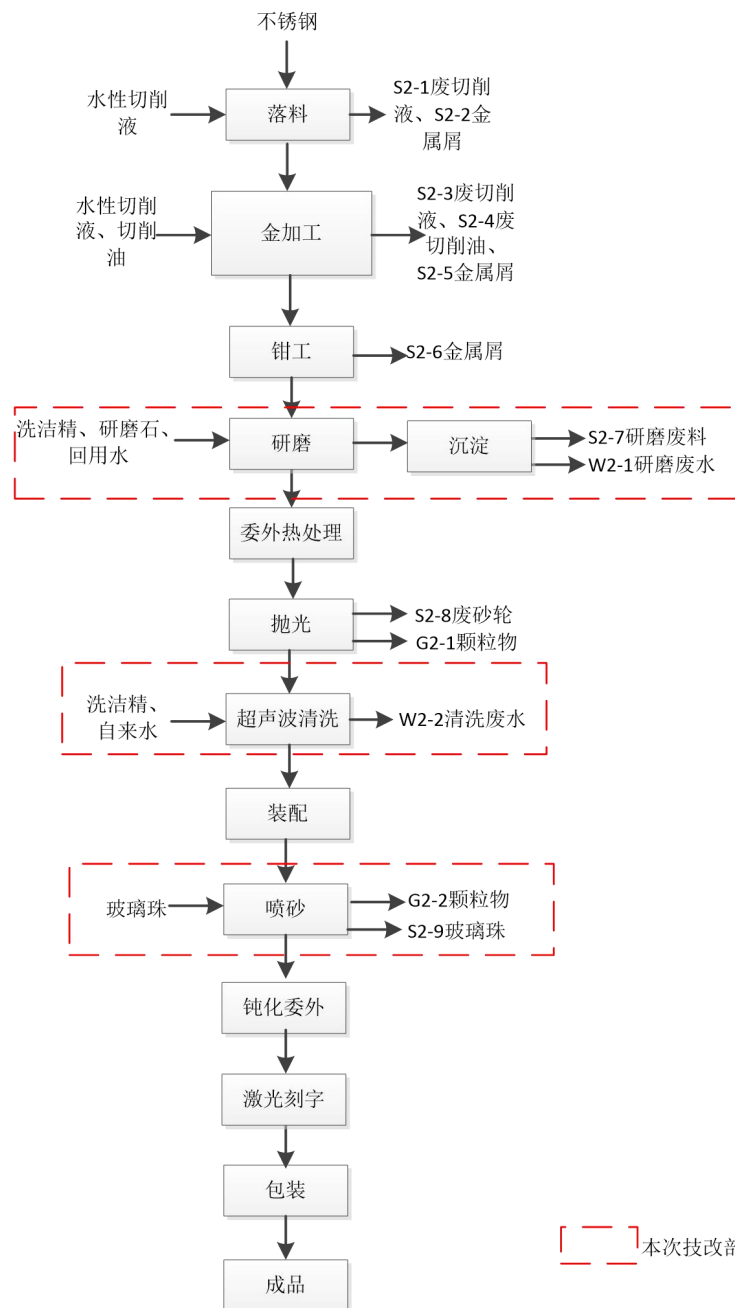 不锈钢
水性切削
液
落料
S2-1废切削
液、S2-2金
属屑
水性切削
液、切削
油
金加工
S2-3废切削
液、S2-4废
切削油、
S2-5金属屑
钳工
S2-6金属屑
洗洁精、研磨石、
回用水
研磨
沉淀
S2-7研磨废料
W2-1研磨废水
委外热处理
抛光
S2-8废砂轮
G2-1颗粒物
洗洁精、
自来水
超声波清洗
W2-2清洗废水
装配
玻璃珠
喷砂
G2-2颗粒物
S2-9玻璃珠
钝化委外
激光刻字
包装
成品
本次技改部